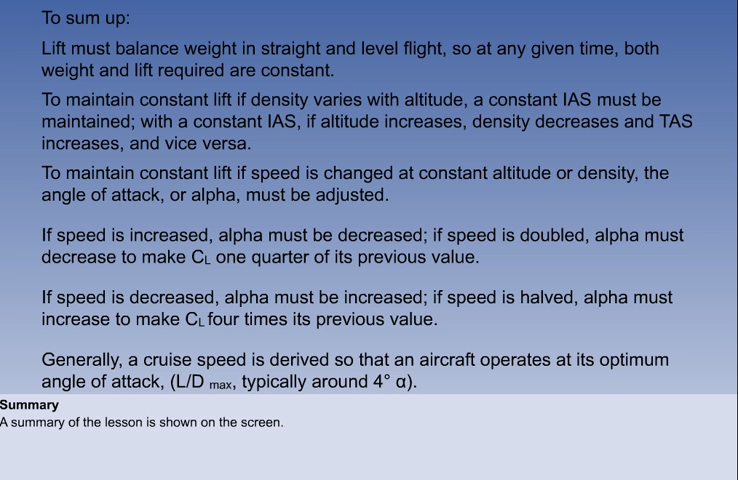 To sum up:
Lift must balance weight in straight and level flight, so at any given time, both
weight and lift required are constant.
To maintain constant lift if density varies with altitude, a constant IAS must be
maintained; with a constant IAS, if altitude increases, density decreases and TAS
increases, and vice versa.
To maintain constant lift if speed is changed at constant altitude or density, the
angle of attack, or alpha, must be adjusted.
If speed is increased, alpha must be decreased; if speed is doubled, alpha must
decrease to make CL one quarter of its previous value.
If speed is decreased, alpha must be increased; if speed is halved, alpha must
increase to make CL four times its previous value.
Generally, a cruise speed is derived so that an aircraft operates at its optimum
angle of attack, (L/D max, typically around 4° α).
Summary
A summary of the lesson is shown on the screen.